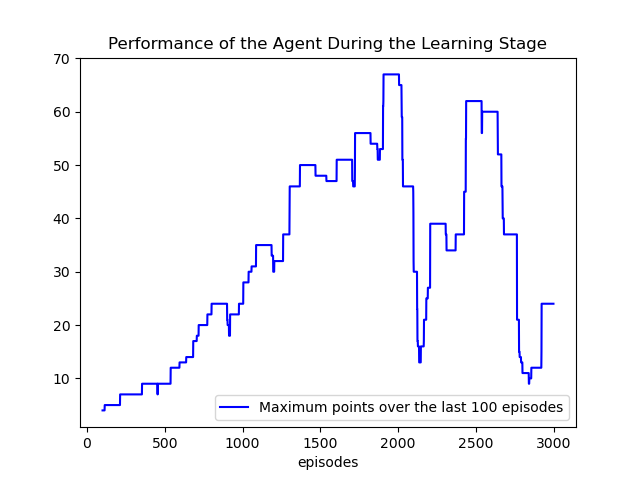 Performance of the Agent During the Learning Stage
70
60
50
40
30
20
10
Maximum points over the last 100 episodes
0 500 1000 1500 2000 2500 3000
episodes